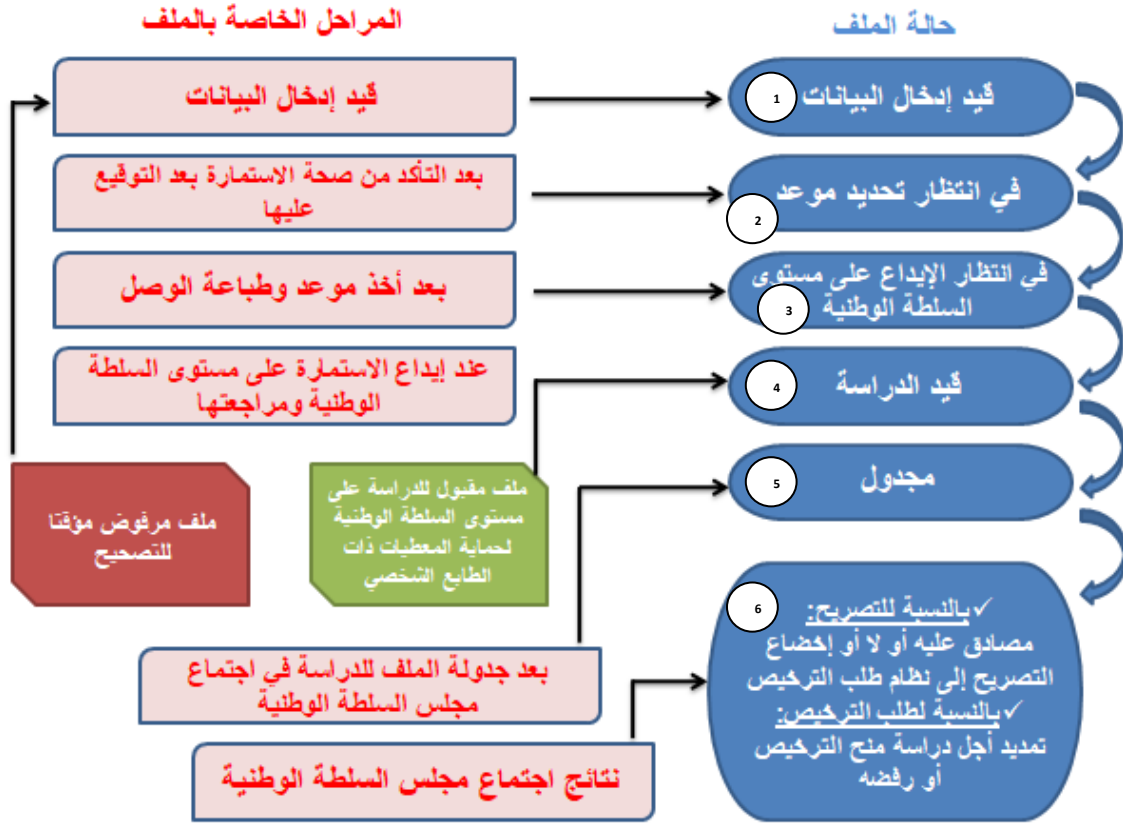 حالة الملف
المراحل الخاصة بالملف
1
قيد إدخال البيانات
قيد إدخال البيانات
2
في انتظار تحديد موعد
بعد التأكد من صحة الاستمارة بعد التوقيع
عليها
3
في انتظار الإيداع على مستوى
السلطة الوطنية
بعد أخذ موعد وطباعة الوصل
4
قيد الدراسة
عند إيداع الاستمارة على مستوى السلطة
الوطنية ومراجعتها
5
مجدول
ملف مقبول للدراسة على
مستوى السلطة الوطنية
لحماية المعطيات ذات
الطابع الشخصي
ملف مرفوض مؤقتا
للتصحيح
6
✓بالنسبة للتصريح:
مصادق عليه أو لا أو إخضاع
التصريح إلى نظام طلب الترخيص
✓بالنسبة لطلب الترخيص:
تمديد أجل دراسة منح الترخيص
أو رفضه
بعد جدولة الملف للدراسة في اجتماع
مجلس السلطة الوطنية
نتائج اجتماع مجلس السلطة الوطنية